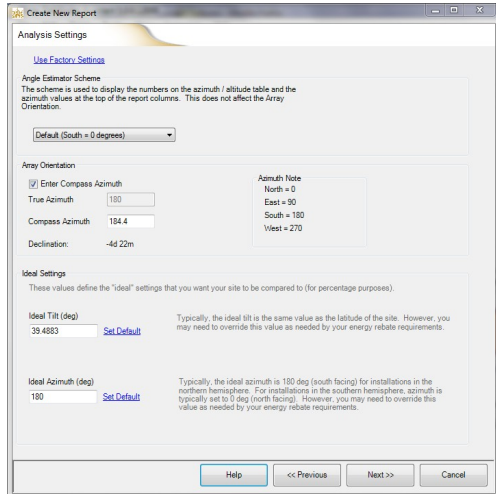 Create New Report
Analysis Settings
Use Factory Settings
Angle Estimator Scheme
The scheme is used to display the numbers on the azimuth / altitude table and the
azimuth values at the top of the report columns. This does not affect the Array
Orientation.
Default (South = 0 degrees)
Array Orientation
Enter Compass Azimuth
True Azimuth 180
Compass Azimuth 184.4
Declination: -4d 22m
Azimuth Note
North = 0
East = 90
South = 180
West = 270
Ideal Settings
These values define the "ideal" settings that you want your site to be compared to (for percentage purposes).
Ideal Tilt (deg)
39.4883 Set Default
Typically, the ideal tilt is the same value as the latitude of the site. However, you
may need to override this value as needed by your energy rebate requirements.
Ideal Azimuth (deg)
180 Set Default
Typically, the ideal azimuth is 180 deg (south facing) for installations in the
northern hemisphere. For installations in the southern hemisphere, azimuth is
typically set to 0 deg (north facing). However, you may need to override this
value as needed by your energy rebate requirements.
Help << Previous Next >> Cancel